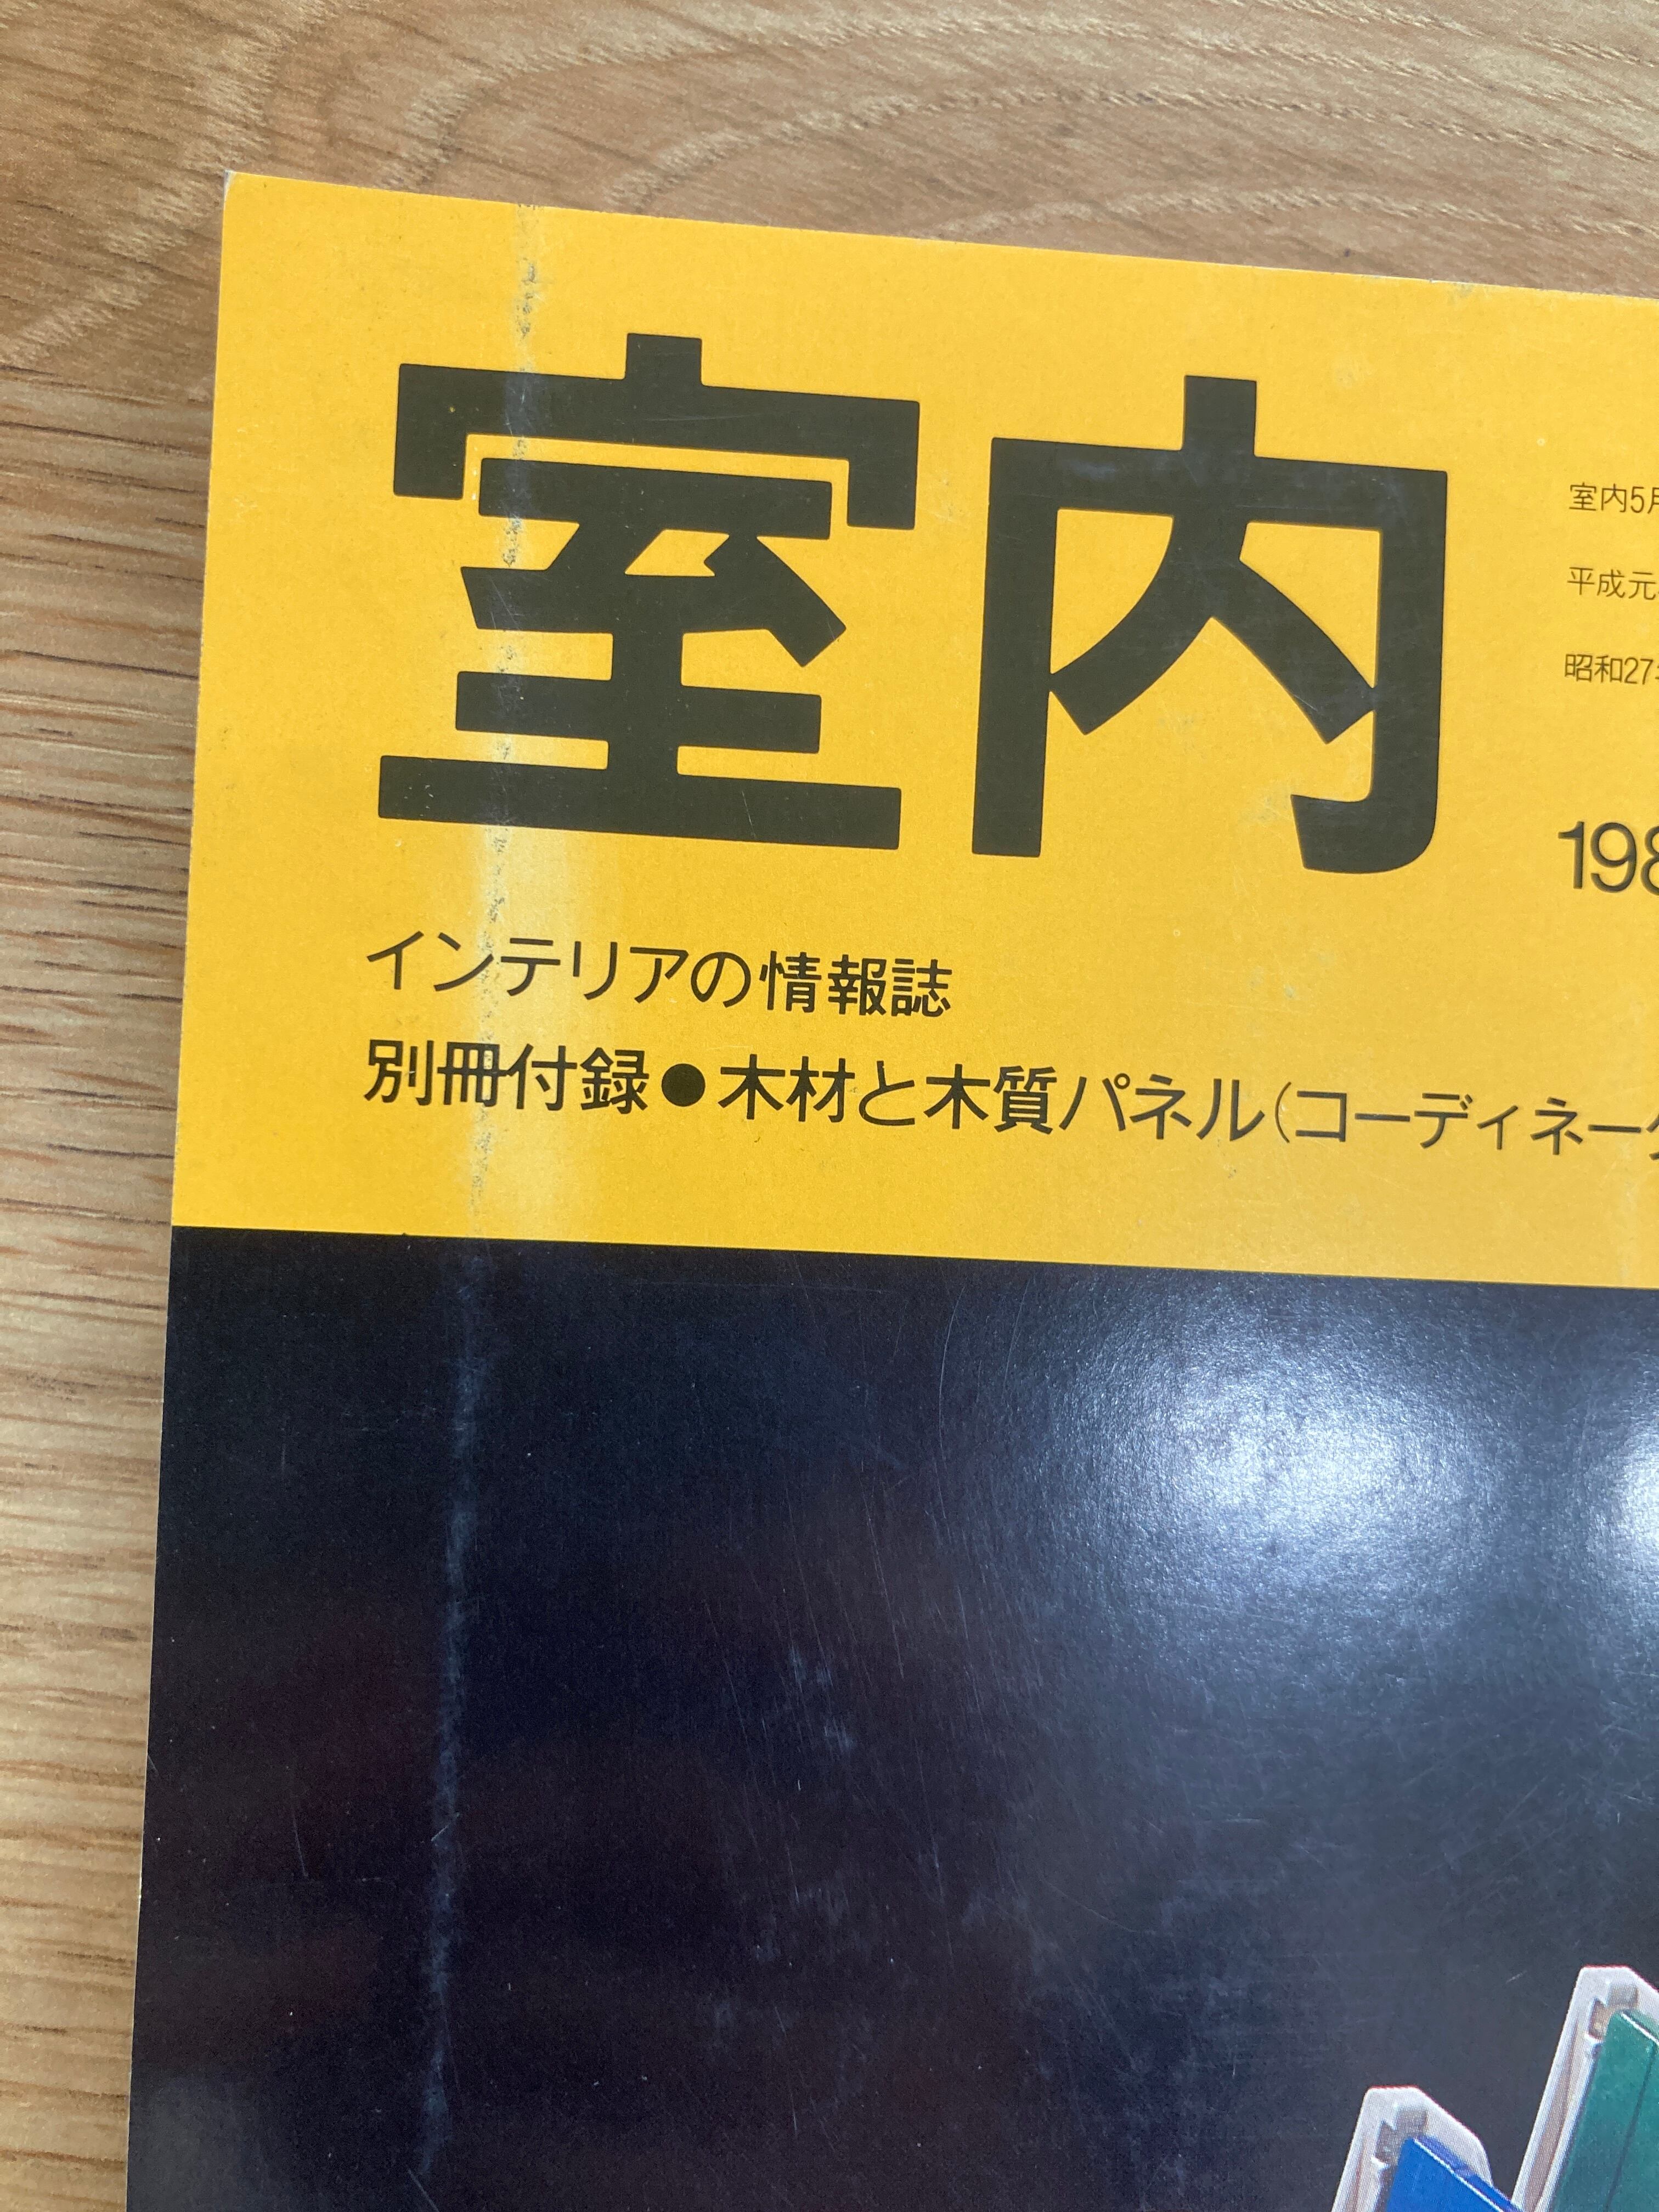 室内
インテリアの情報誌
別冊付録●木材と木質パネル(コーディネー
室内5
平成元
昭和27
198